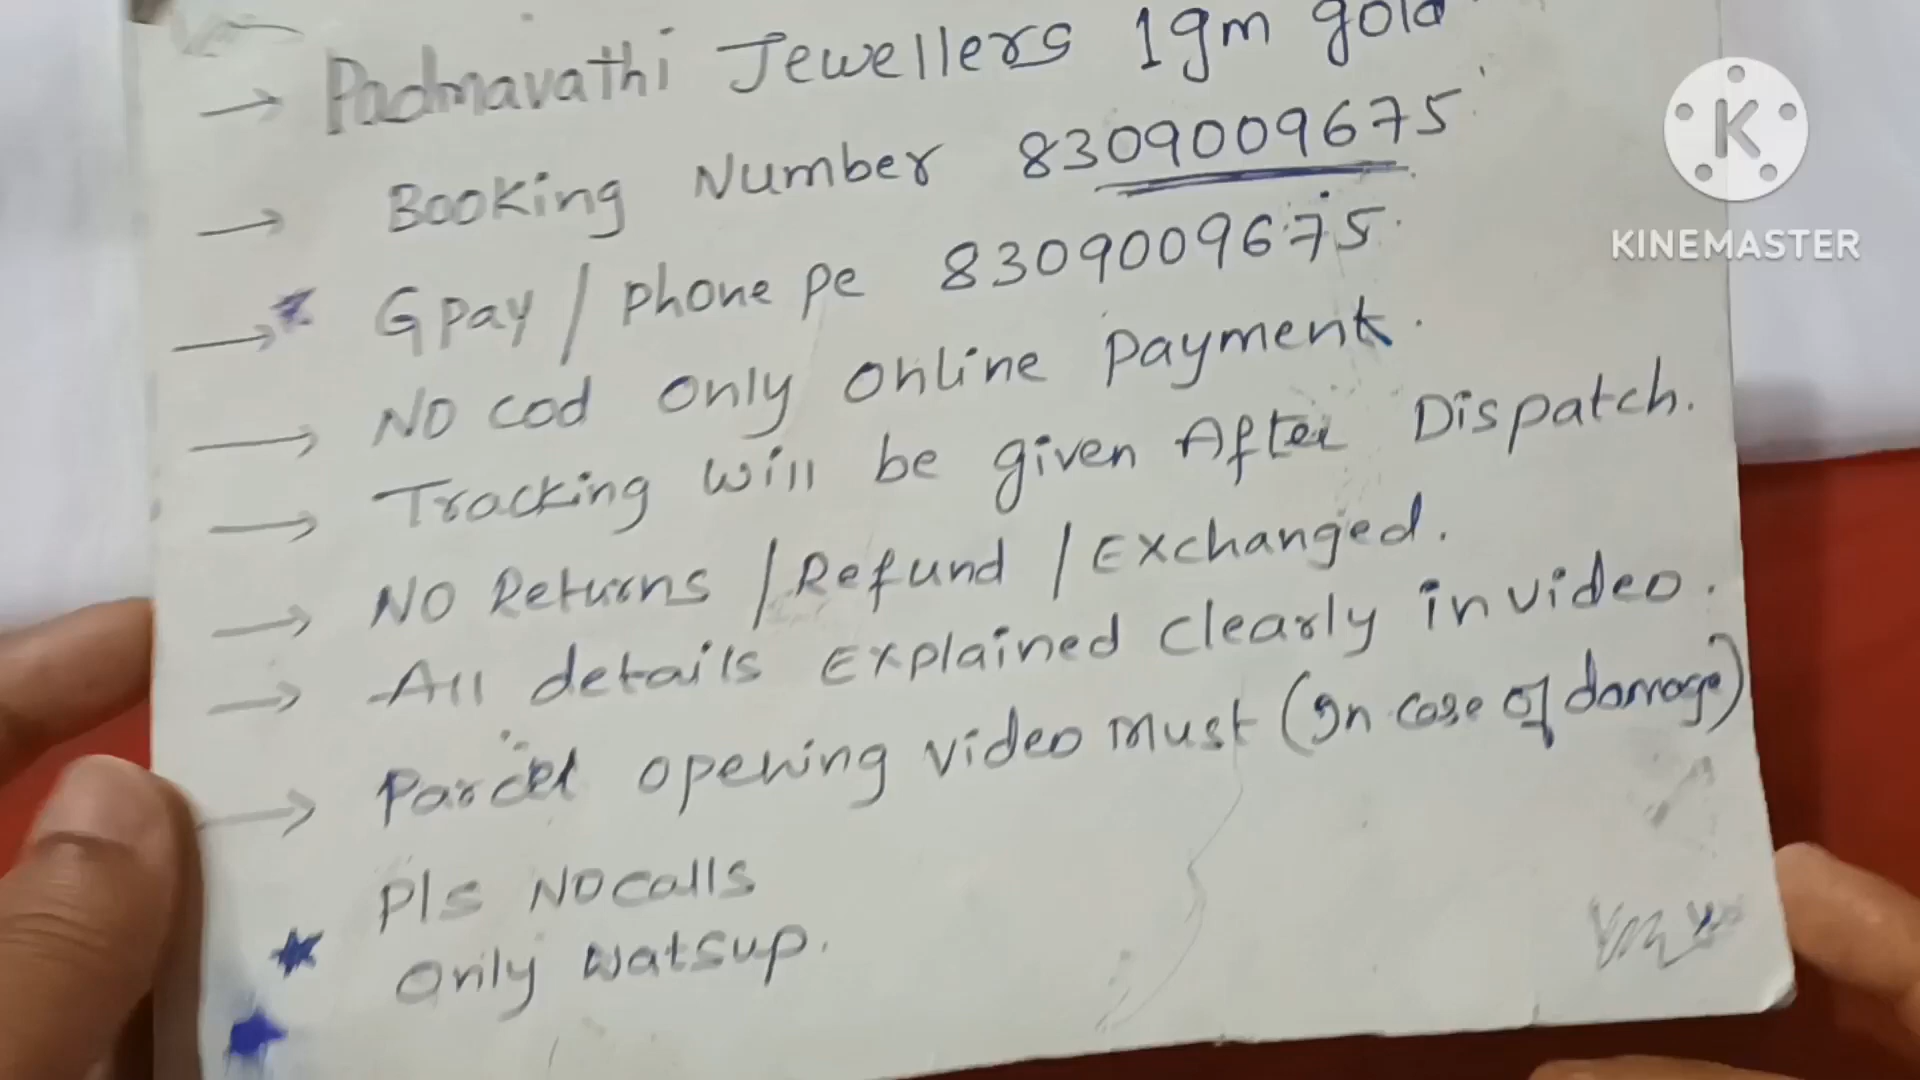 → Padmavathi Jewellers 1gm gold
→ Booking Number 8309009675
→ * Gpay / phone pe 8309009675.
→ NO cod only online payment.
→ Tracking will be given After Dispatch.
→ NO Returns / Refund / Exchanged.
→ All details Explained clearly in video.
→ Parcel opening video must (In case of damage)
* Pls NO calls
only watsup.
K
KINEMASTER